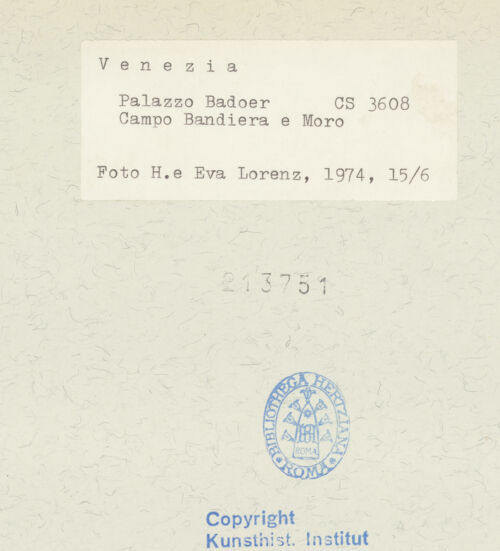 Venezia
Palazzo Badoer CS 3608
Campo Bandiera e Moro
Foto H.e Eva Lorenz, 1974, 15/6
213751
BIBLIOTHECA HERTZIANA
ROMA
ROMA
Copyright
Kunsthist. Institut